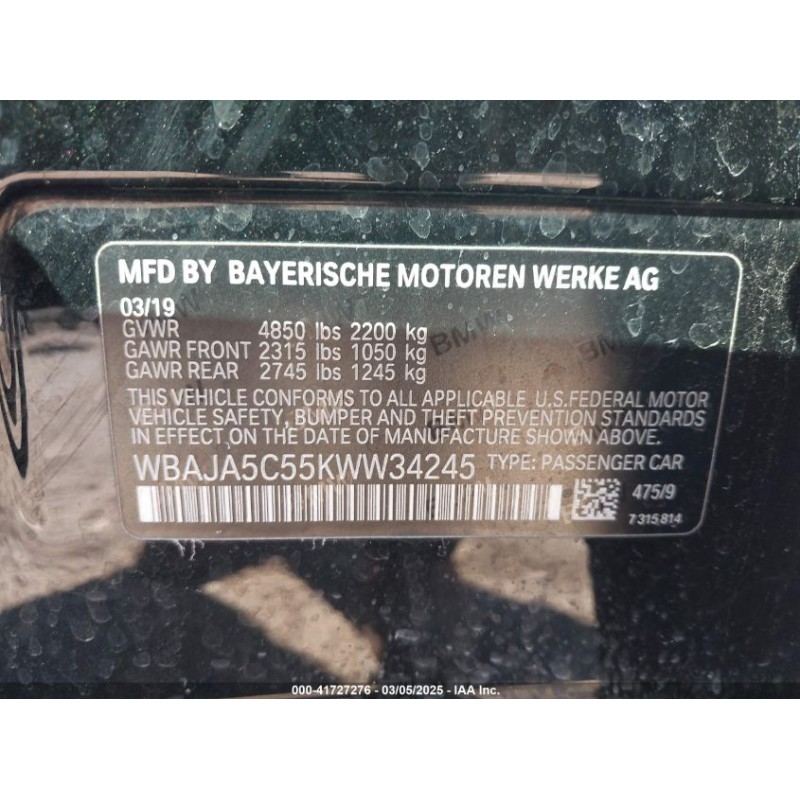 MFD BY BAYERISCHE MOTOREN WERKE AG
03/19
GVWR 4850 lbs 2200 kg
GAWR FRONT 2315 lbs 1050 kg
GAWR REAR 2745 lbs 1245 kg
THIS VEHICLE CONFORMS TO ALL APPLICABLE U.S.FEDERAL MOTOR
VEHICLE SAFETY, BUMPER AND THEFT PREVENTION STANDARDS
IN EFFECT ON THE DATE OF MANUFACTURE SHOWN ABOVE.
WBAJA5C55KWW34245 TYPE: PASSENGER CAR
475/9
7 315 814
BMW
BMW
000-41727276 - 03/05/2025 - IAA Inc.